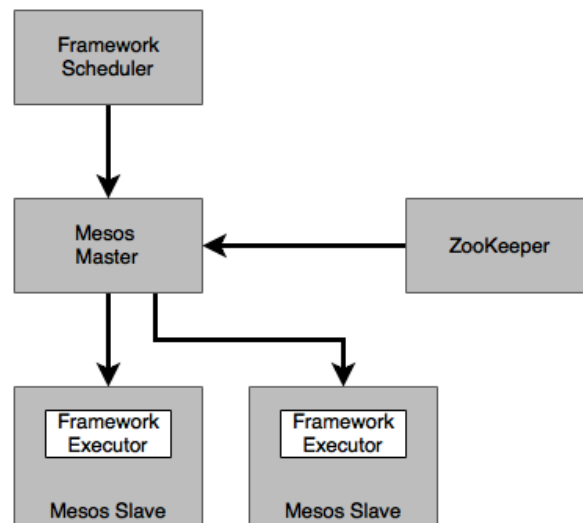 Framework
Scheduler
Mesos
Master
ZooKeeper
Framework
Executor
Mesos Slave
Framework
Executor
Mesos Slave